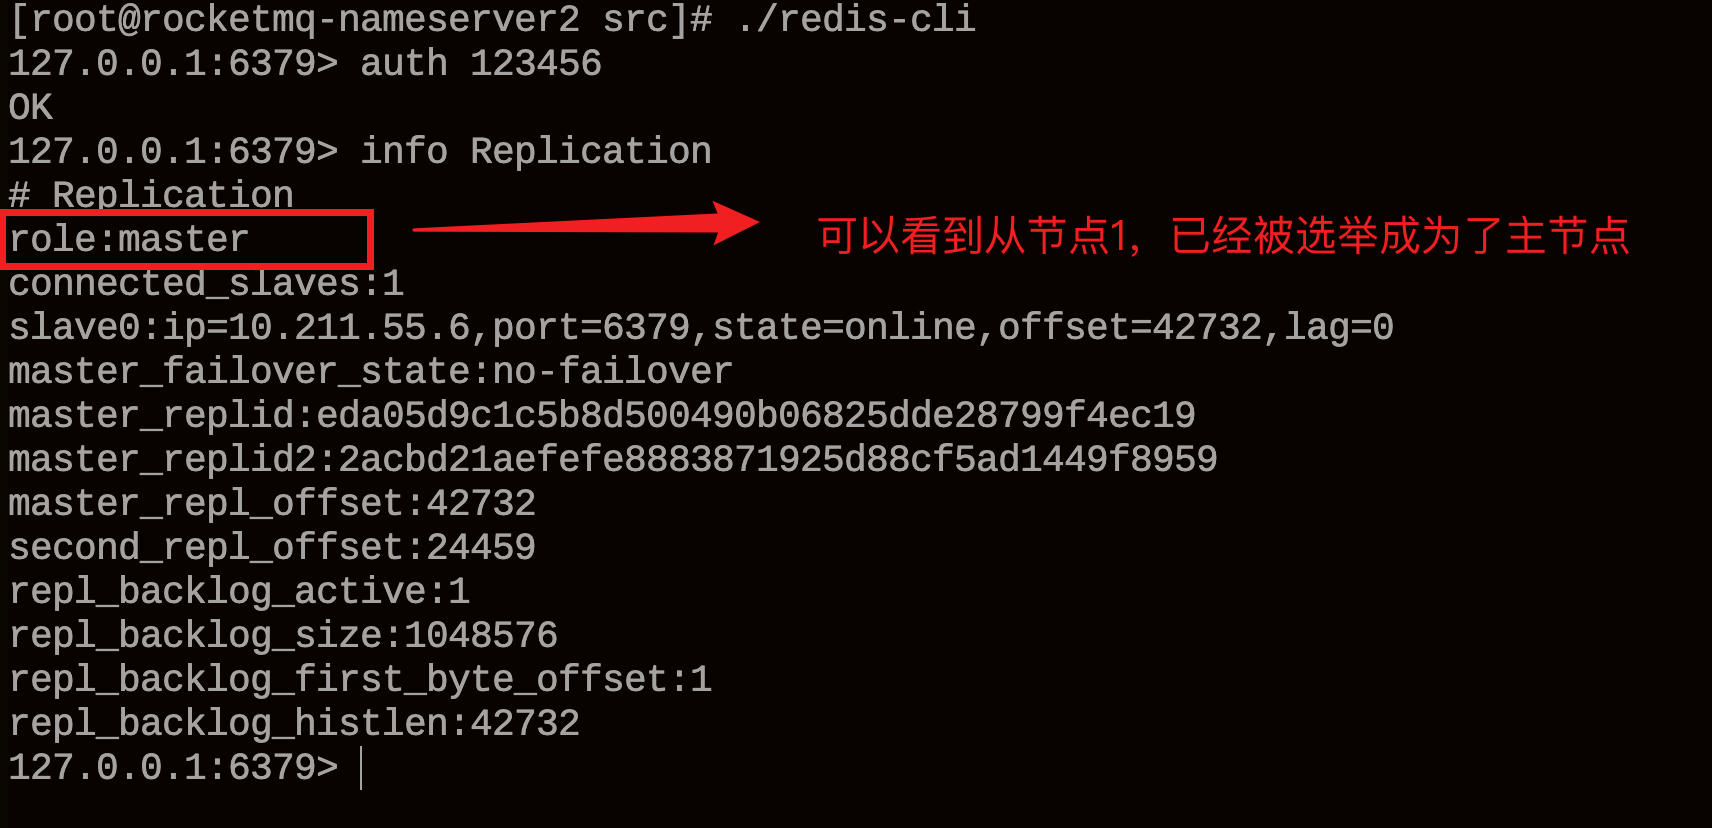 [root@rocketmq-nameserver2 src]# ./redis-cli
127.0.0.1:6379> auth 123456
OK
127.0.0.1:6379> info Replication
# Replication
role:master
可以看到从节点1，已经被选举成为了主节点
connected_slaves:1
slave0:ip=10.211.55.6,port=6379,state=online,offset=42732,lag=0
master_failover_state:no-failover
master_replid:eda05d9c1c5b8d500490b06825dde28799f4ec19
master_replid2:2acbd21aefefe8883871925d88cf5ad1449f8959
master_repl_offset:42732
second_repl_offset:24459
repl_backlog_active:1
repl_backlog_size:1048576
repl_backlog_first_byte_offset:1
repl_backlog_histlen:42732
127.0.0.1:6379>